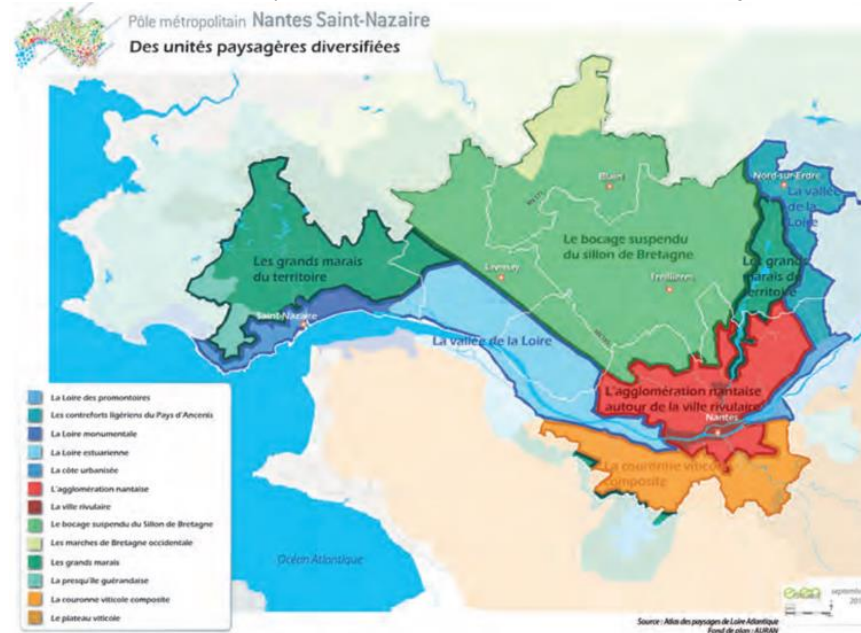 Pôle métropolitain Nantes Saint-Nazaire
Des unités paysagères diversifiées
Blain
Nord-sur-Erdre
La vallée
de la
Loire
Le bocage suspendu
du sillon de Bretagne
Les grands marais
du territoire
Les grands
marais du
territoire
Savenay
Treillières
Saint-Nazaire
La vallée de la Loire
L'agglomération nantaise
autour de la ville rivulaire
Nantes
La couronne viticole
composite
La Loire des promontoires
Les contreforts ligériens du Pays d'Ancenis
La Loire monumentale
La Loire estuarienne
La côte urbanisée
L'agglomération nantaise
La ville rivulaire
Le bocage suspendu du Sillon de Bretagne
Les marches de Bretagne occidentale
Les grands marais
La presqu'île guérandaise
La couronne viticole composite
Le plateau viticole
Océan Atlantique
Source : Atlas des paysages de Loire Atlantique
Fond de plan : AURAN